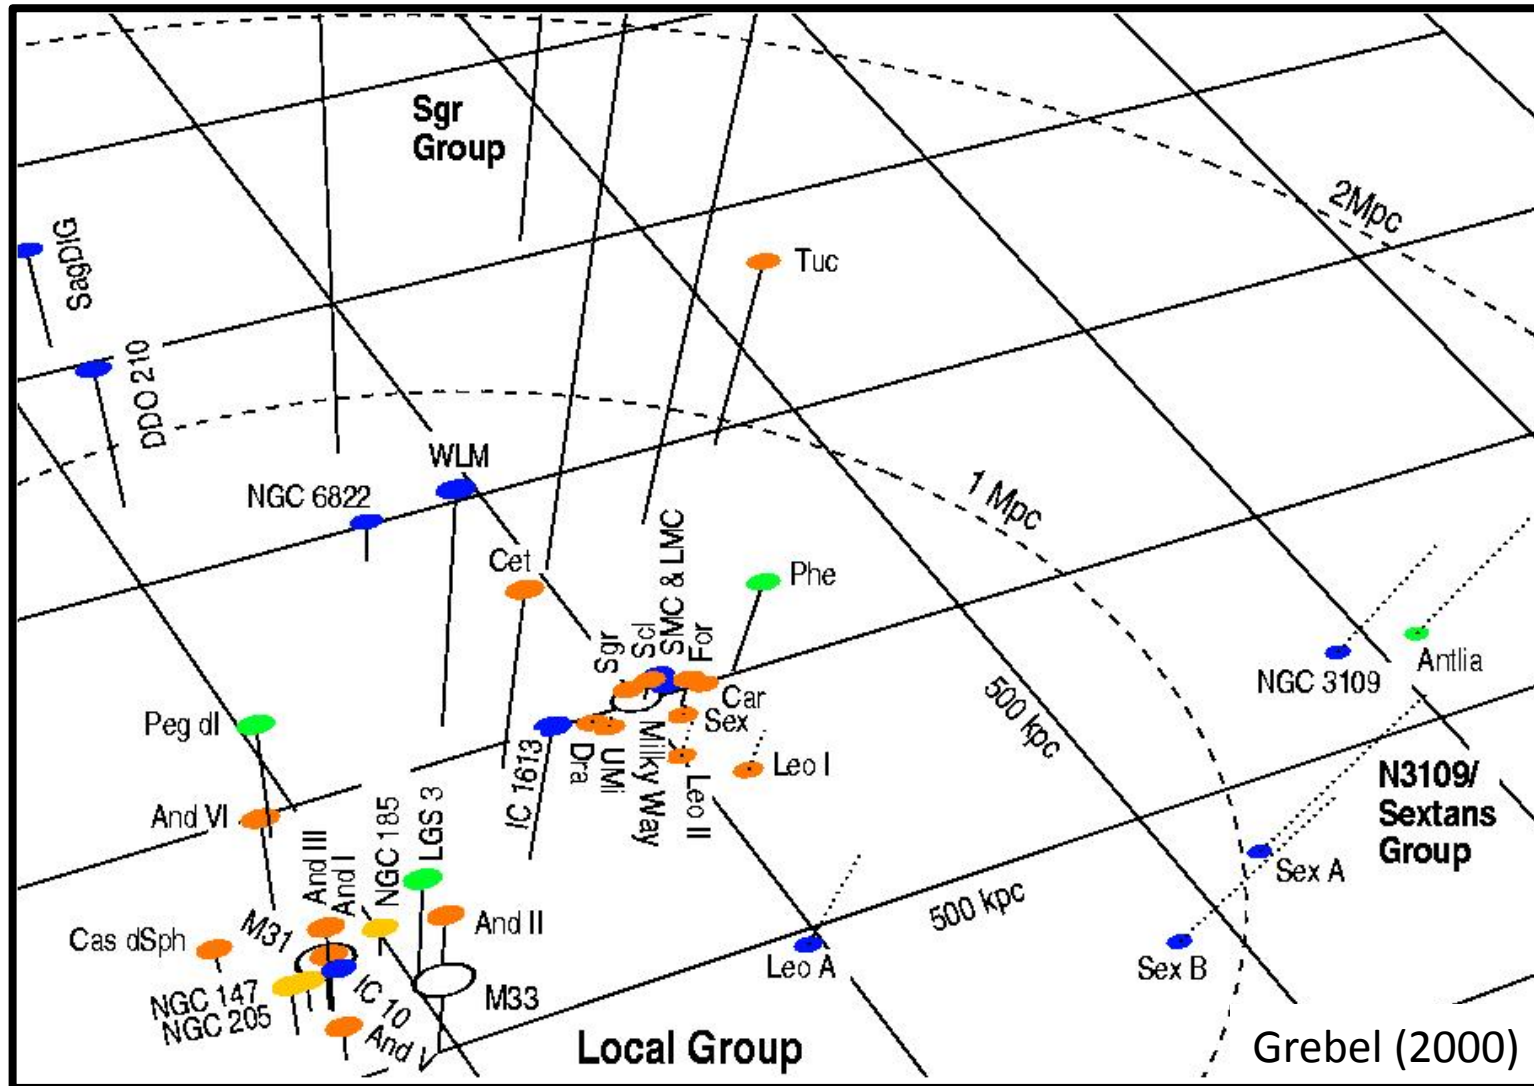 Sgr
Group
2Mpc
SagDIG
Tuc
DDO 210
WLM
NGC 6822
1 Mpc
Cet
Phe
Sgr
Scl
SMC & LMC
For
Car
Sex
NGC 3109
Antlia
500 kpc
Peg dI
IC 1613
Dra
UMi
Milky Way
Leo II
Leo I
N3109/
Sextans
Group
And VI
And III
And I
NGC 185
LGS 3
Sex A
500 kpc
And II
Cas dSph
M31
Leo A
Sex B
NGC 147
NGC 205
IC 10
M33
And V
Local Group
Grebel (2000)